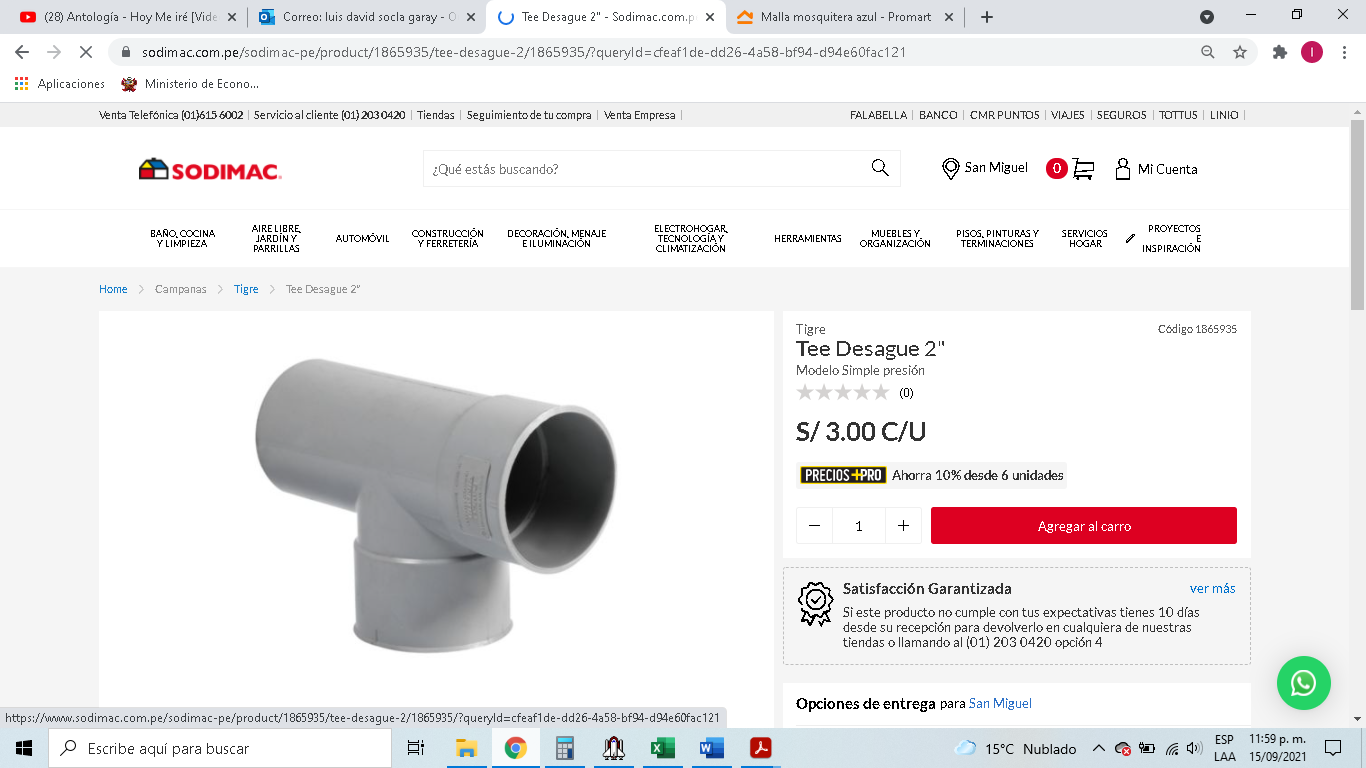 (28) Antología - Hoy Me iré [Vide
Correo: luis david socla garay - O
Tee Desague 2" - Sodimac.com.p
Malla mosquitera azul - Promart
sodimac.com.pe/sodimac-pe/product/1865935/tee-desague-2/1865935/?queryId=cfeaf1de-dd26-4a58-bf94-d94e60fac121
I
Aplicaciones
Ministerio de Econo...
Venta Telefónica (01)615 6002 | Servicio al cliente (01) 203 0420 | Tiendas | Seguimiento de tu compra | Venta Empresa |
FALABELLA | BANCO | CMR PUNTOS | VIAJES | SEGUROS | TOTTUS | LINIO |
SODIMAC
¿Qué estás buscando?
San Miguel
0
Mi Cuenta
BAÑO, COCINA
Y LIMPIEZA
AIRE LIBRE,
JARDÍN Y
PARRILLAS
AUTOMÓVIL
CONSTRUCCIÓN
Y FERRETERÍA
DECORACIÓN, MENAJE
E ILUMINACIÓN
ELECTROHOGAR,
TECNOLOGÍA Y
CLIMATIZACIÓN
HERRAMIENTAS
MUEBLES Y
ORGANIZACIÓN
PISOS, PINTURAS Y
TERMINACIONES
SERVICIOS
HOGAR
PROYECTOS
E
INSPIRACIÓN
Home > Campanas > Tigre > Tee Desague 2"
Tigre
Código 1865935
Tee Desague 2"
Modelo Simple presión
(0)
S/ 3.00 C/U
PRECIOS+PRO Ahorra 10% desde 6 unidades
− 1 +
Agregar al carro
Satisfacción Garantizada
ver más
Si este producto no cumple con tus expectativas tienes 10 días
desde su recepción para devolverlo en cualquiera de nuestras
tiendas o llamando al (01) 203 0420 opción 4
Opciones de entrega para San Miguel
https://www.sodimac.com.pe/sodimac-pe/product/1865935/tee-desague-2/1865935/?queryId=cfeaf1de-dd26-4a58-bf94-d94e60fac121
Escribe aquí para buscar
15°C Nublado
ESP
LAA
11:59 p. m.
15/09/2021